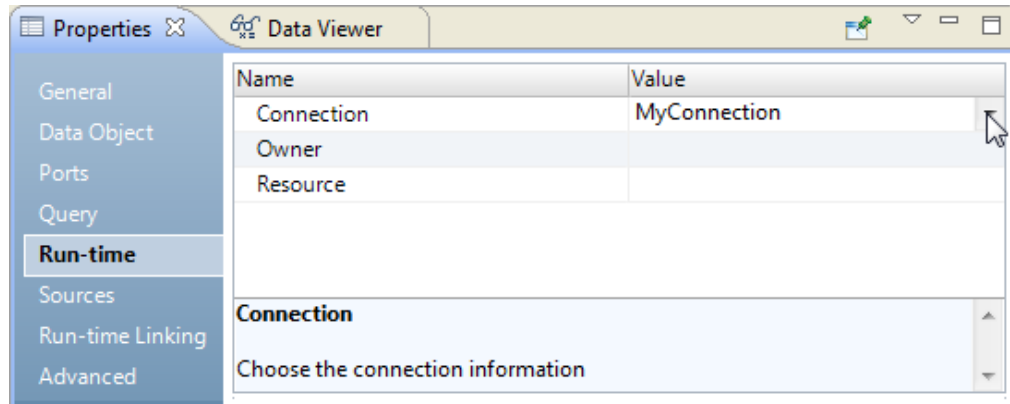 Properties Data Viewer
General
Data Object
Ports
Query
Run-time
Sources
Run-time Linking
Advanced
Name Value
Connection MyConnection
Owner
Resource
Connection
Choose the connection information